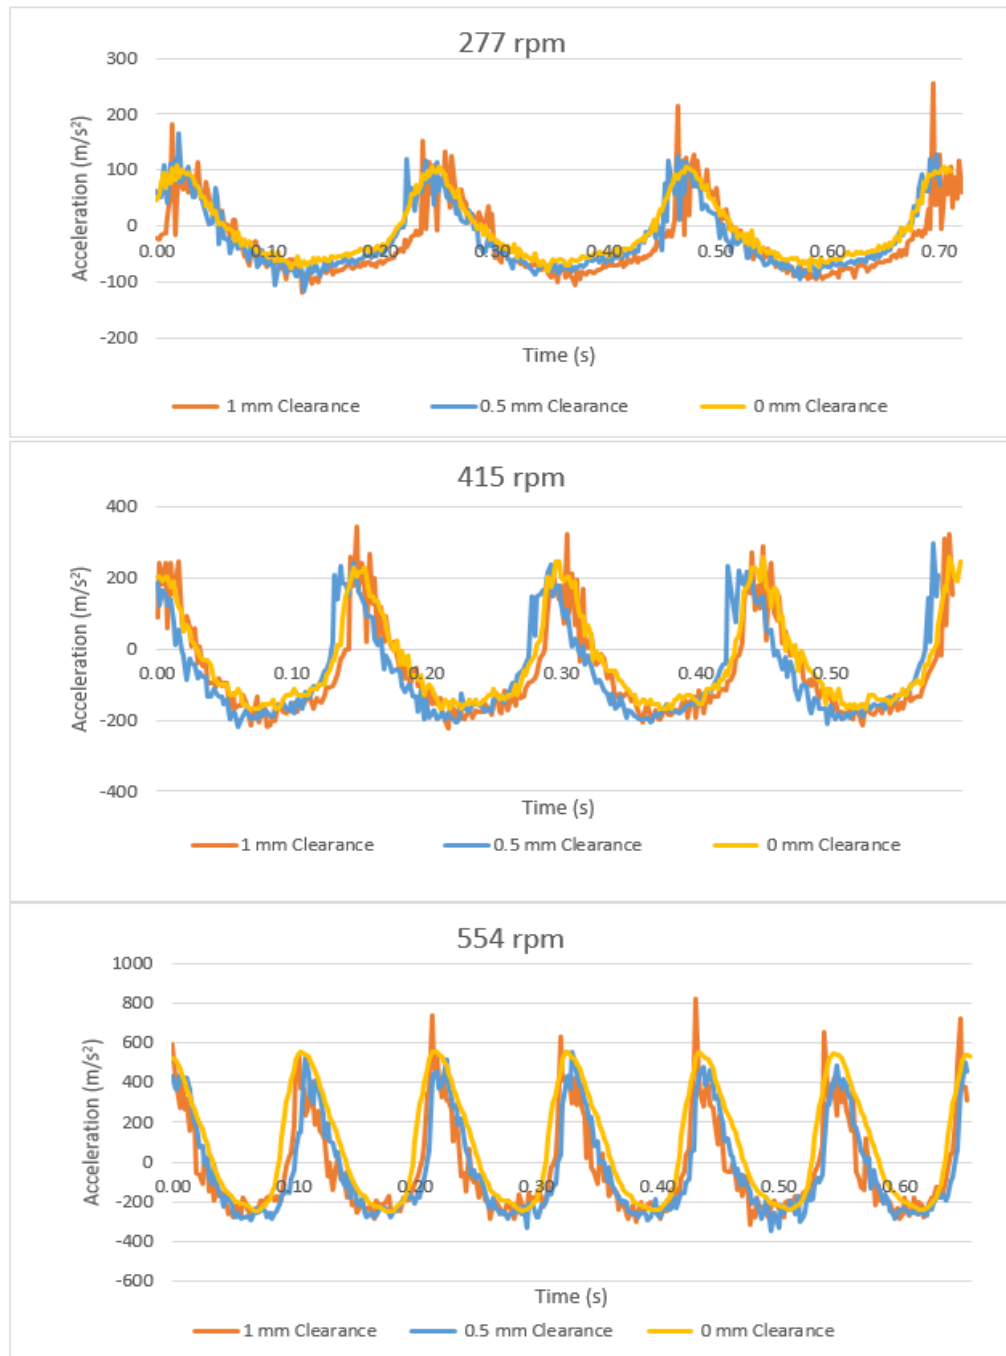 277 rpm
300
200
100
0
-100
-200
Acceleration (m/s²)
0.00 0.10 0.20 0.30 0.40 0.50 0.60 0.70
Time (s)
1 mm Clearance 0.5 mm Clearance 0 mm Clearance
415 rpm
400
200
0
-200
-400
Acceleration (m/s²)
0.00 0.10 0.20 0.30 0.40 0.50
Time (s)
1 mm Clearance 0.5 mm Clearance 0 mm Clearance
554 rpm
1000
800
600
400
200
0
-200
-400
-600
Acceleration (m/s²)
0.00 0.10 0.20 0.30 0.40 0.50 0.60
Time (s)
1 mm Clearance 0.5 mm Clearance 0 mm Clearance